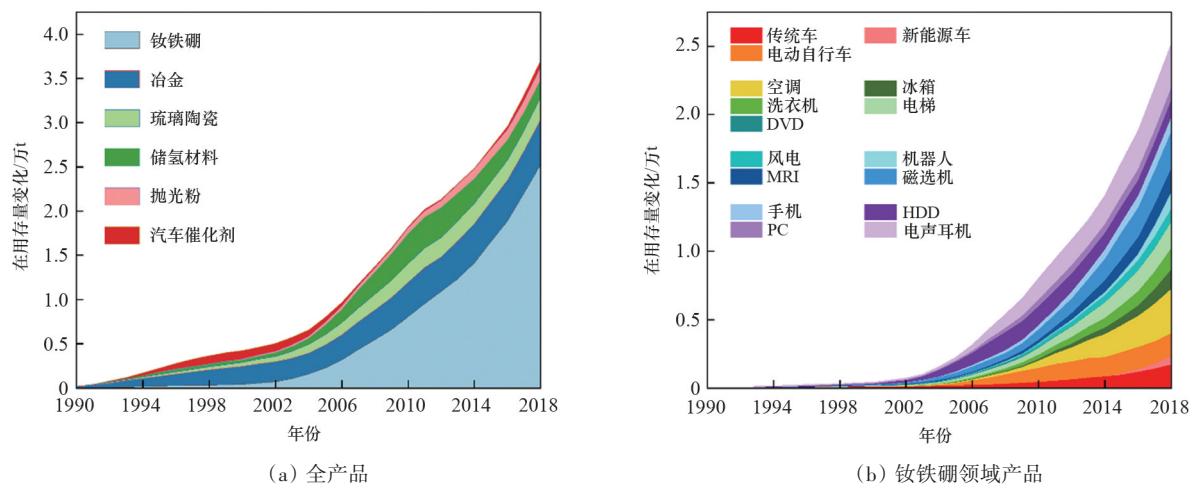 在用存量变化/万t
4.0
3.5
3.0
2.5
2.0
1.5
1.0
0.5
0
钕铁硼
冶金
琉璃陶瓷
储氢材料
抛光粉
汽车催化剂
1990 1994 1998 2002 2006 2010 2014 2018
年份
(a) 全产品
在用存量变化/万t
2.5
2.0
1.5
1.0
0.5
0
传统车 新能源车
电动自行车
空调 冰箱
洗衣机 电梯
DVD
风电 机器人
MRI 磁选机
手机 HDD
PC 电声耳机
1990 1994 1998 2002 2006 2010 2014 2018
年份
(b) 钕铁硼领域产品